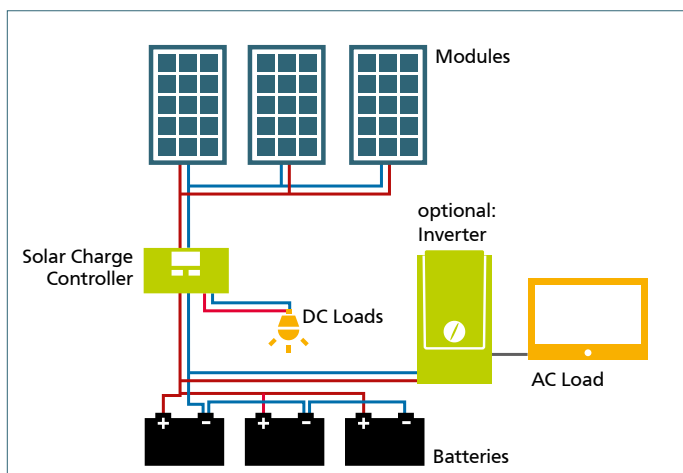 Modules
optional:
Inverter
Solar Charge
Controller
DC Loads
AC Load
+ - + - + -
Batteries